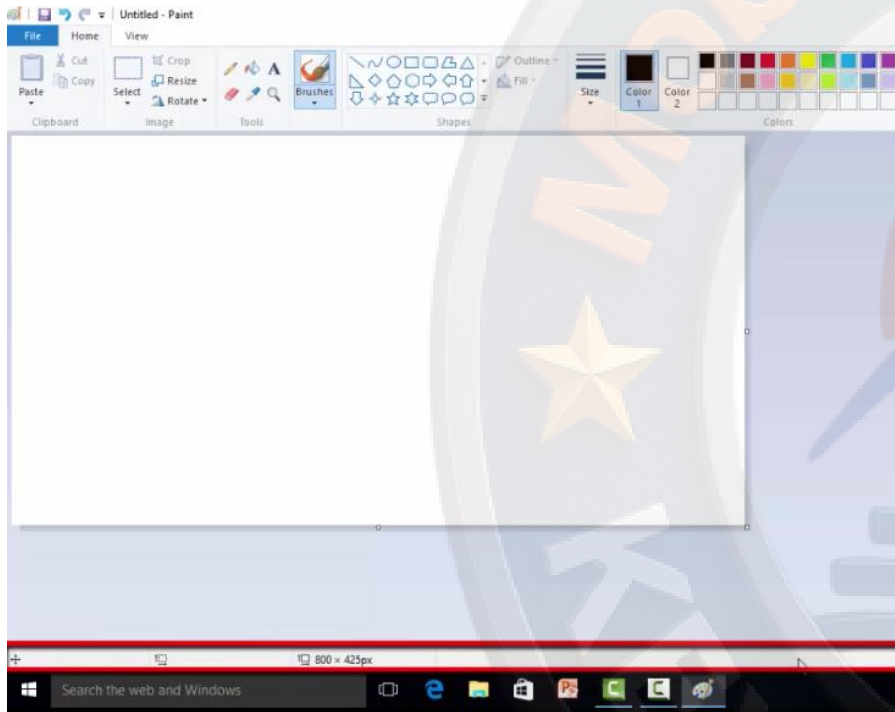 Untitled - Paint
File Home View
Cut Crop Outline
Copy Resize Fill
Paste Select Rotate Brushes Size Color 1 Color 2
Clipboard Image Tools Shapes Colors
800 × 425px
Search the web and Windows